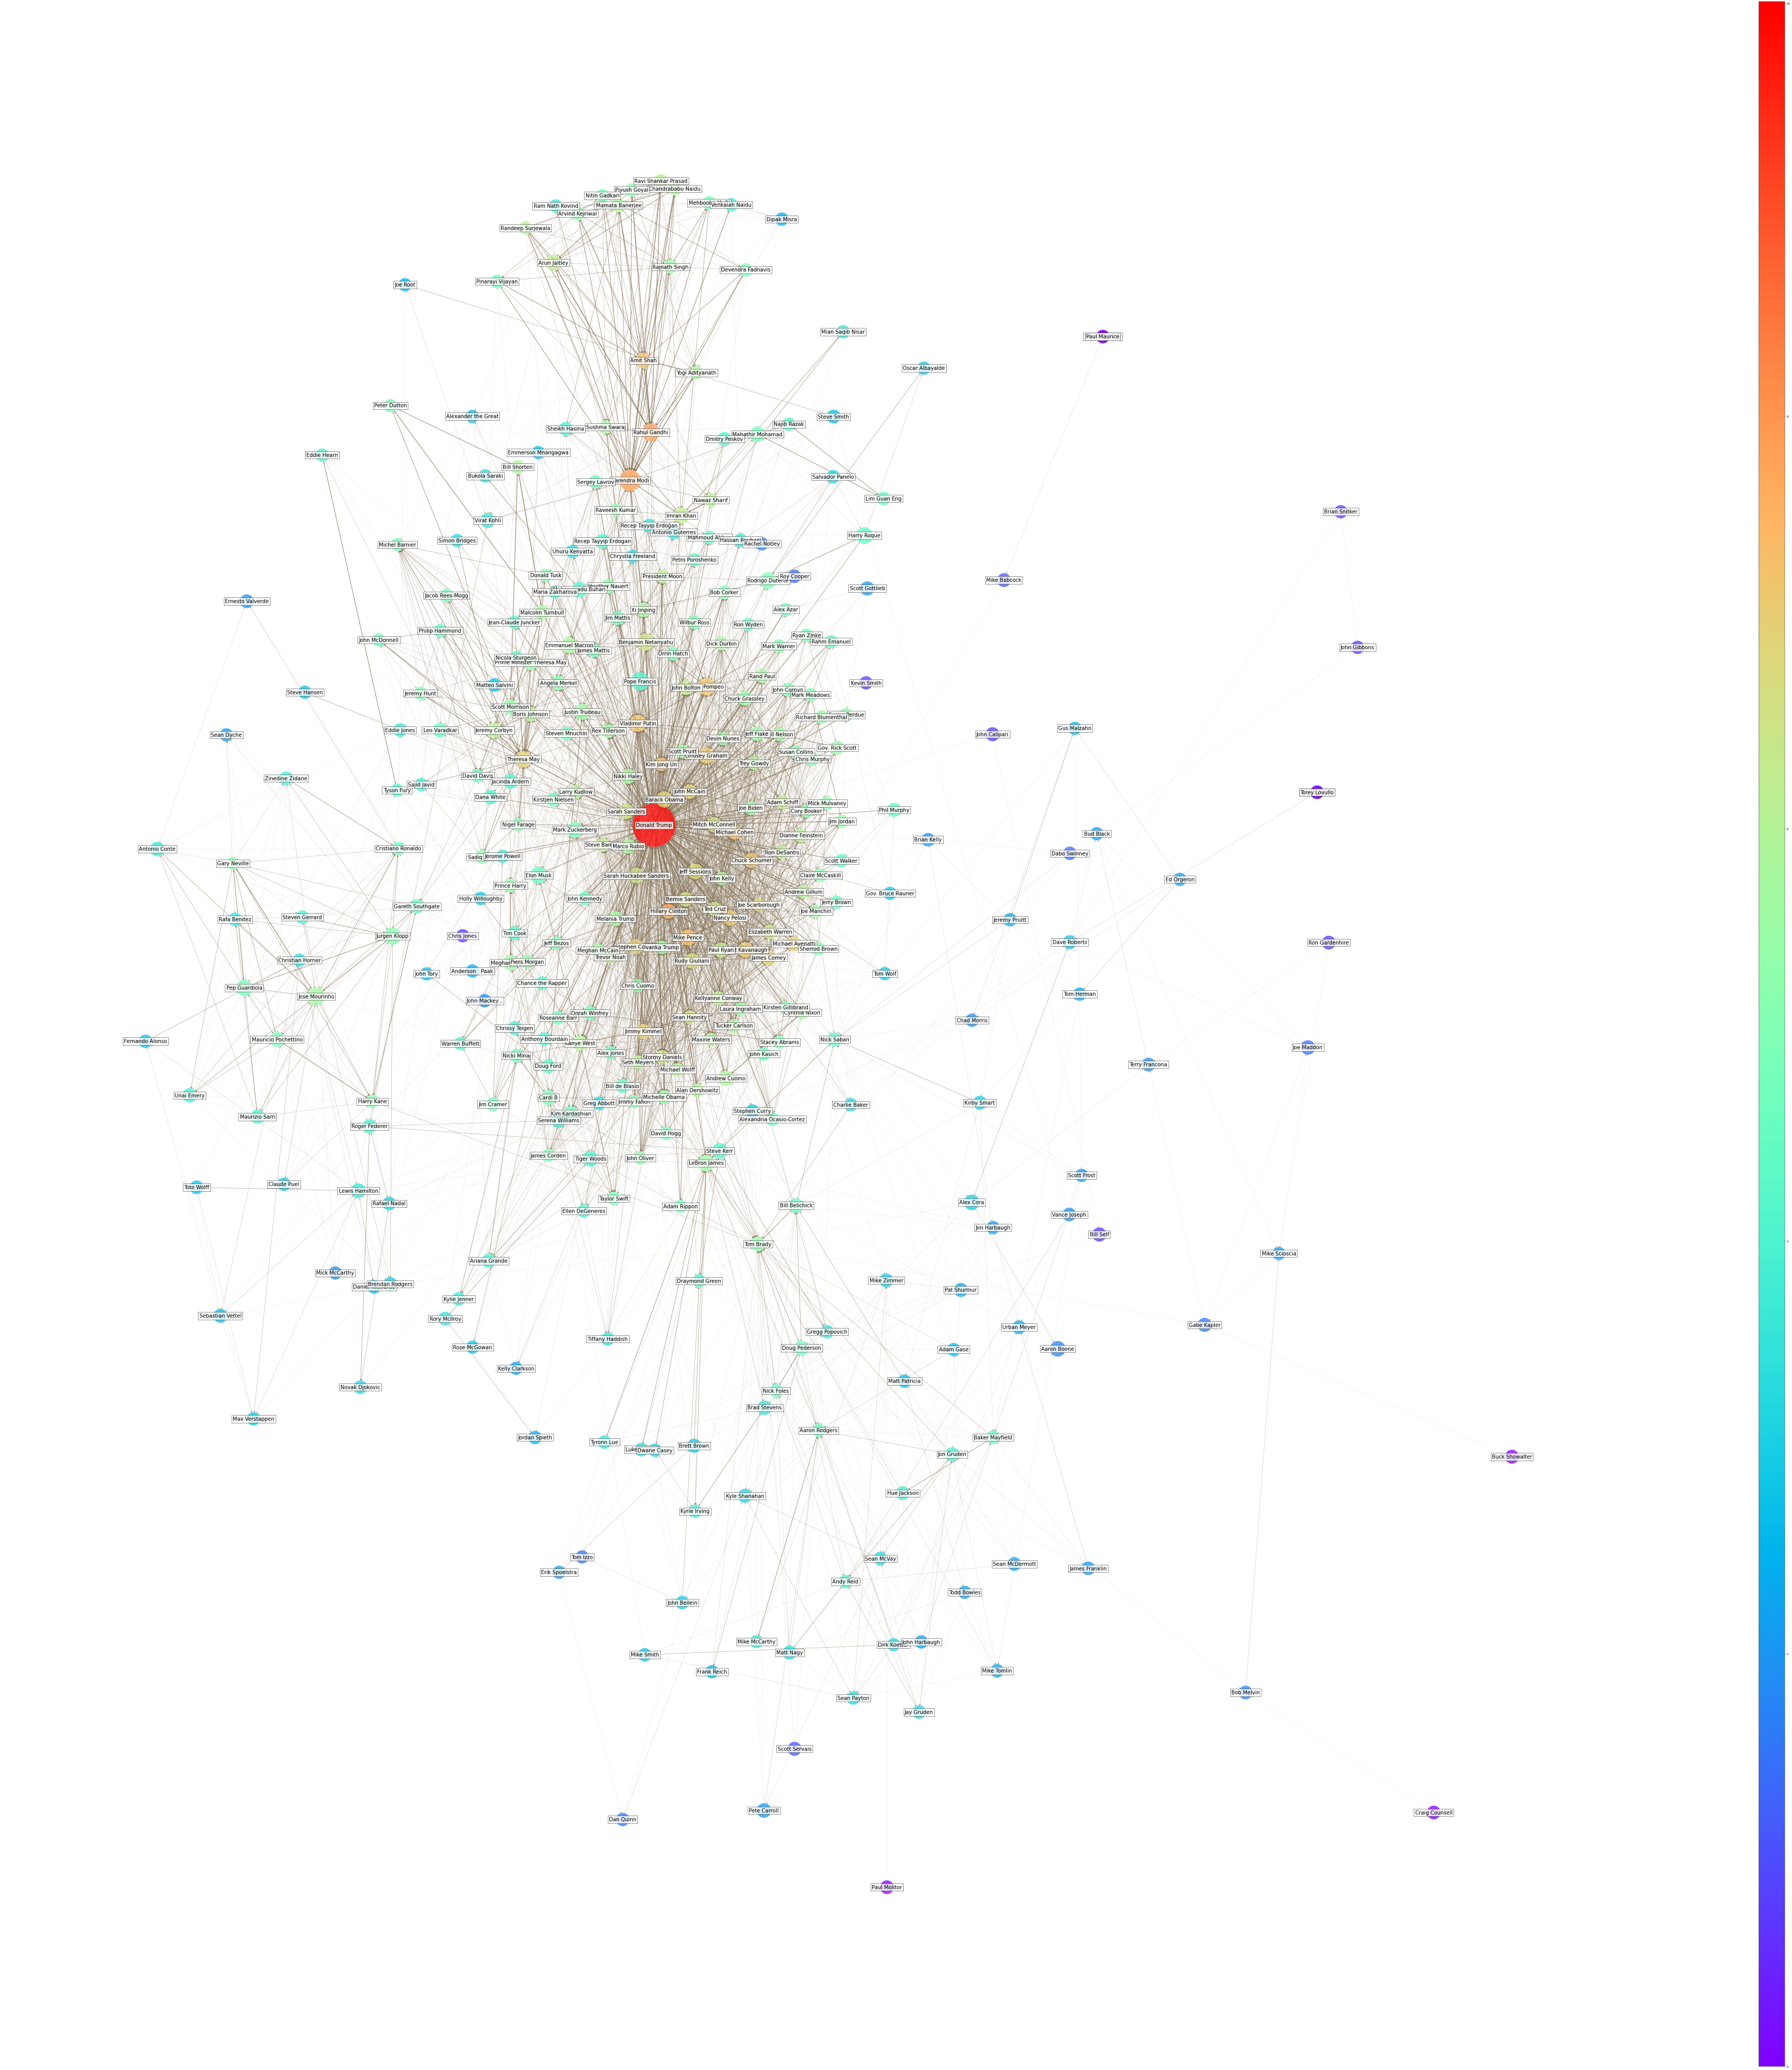 Ravi Shankar Prasad
Piyush Goyal
Chandrababu Naidu
Nitin Gadkari
Mamata Banerjee
Ram Nath Kovind
Venkaiah Naidu
Arvind Kejriwal
Dipak Misra
Randeep Surjewala
Arun Jaitley
Rajnath Singh
Devendra Fadnavis
Pinarayi Vijayan
Joe Root
Mian Saqib Nisar
Paul Maurice
Amit Shah
Oscar Albayalde
Yogi Adityanath
Peter Dutton
Alexander the Great
Steve Smith
Najib Razak
Sushma Swaraj
Sheikh Hasina
Rahul Gandhi
Mahathir Mohamad
Dmitry Peskov
Emmerson Mnangagwa
Eddie Hearn
Bill Shorten
Bukola Saraki
Salvador Panelo
arendra Modi
Sergey Lavrov
Lim Guan Eng
Nawaz Sharif
Raveesh Kumar
Brian Snitker
Imran Khan
Virat Kohli
Recep Tayyip Erdoğan
Antonio Guterres
Harry Roque
Mahmoud
Simon Bridges
Recep Tayyip Erdogan
Hassan
Rachel Notley
Michel Barnier
Uhuru Kenyatta
Chrystia Freeland
Petro Poroshenko
Donald Tusk
President Moon
Roy Cooper
Rodrigo Duterte
Mike Babcock
Heather Nauert
Scott Gottlieb
adu Buhari
Maria Zakharova
Bob Corker
Jacob Rees-Mogg
Ernesto Valverde
Xi Jinping
Alex Azar
Malcolm Turnbull
Jim Mattis
Jean-Claude Juncker
Wilbur Ross
Ron Wyden
Philip Hammond
Ryan Zinke
John McDonnell
Benjamin Netanyahu
Rahm Emanuel
Emmanuel Macron
Dick Durbin
Mark Warner
John Gibbons
James Mattis
Orrin Hatch
Nicola Sturgeon
Prime Minister Theresa May
Rand Paul
Pope Francis
Angela Merkel
Kevin Smith
Matteo Salvini
John Bolton
Pompeo
John Cornyn
Steve Hansen
Jeremy Hunt
Mark Meadows
Chuck Grassley
Scott Morrison
Justin Trudeau
Boris Johnson
Richard Blumenthal
erdue
Vladimir Putin
Gus Malzahn
Eddie Jones
Leo Varadkar
Jeremy Corbyn
Rex Tillerson
Steven Mnuchin
Jeff Flake
ill Nelson
John Calipari
Sean Dyche
Devin Nunes
Gov. Rick Scott
Scott Pruitt
Susan Collins
Lindsey Graham
Theresa May
Chris Murphy
Kim Jong Un
Trey Gowdy
David Davis
Nikki Haley
Zinedine Zidane
Jacinda Ardern
Sajid Javid
Tyson Fury
John McCain
Larry Kudlow
Torey Lovullo
Dana White
Kirstjen Nielsen
Barack Obama
Adam Schiff
Mick Mulvaney
Joe Biden
Phil Murphy
Sarah Sanders
Cory Booker
Jim Jordan
Nigel Farage
Donald Trump
Mitch McConnell
Mark Zuckerberg
Michael Cohen
Bud Black
Dianne Feinstein
Brian Kelly
Steve Ban
Marco Rubio
Antonio Conte
Cristiano Ronaldo
Ron DeSantis
Dabo Swinney
Sadiq
Jerome Powell
Chuck Schumer
Scott Walker
Gary Neville
Jeff Sessions
Elon Musk
Sarah Huckabee Sanders
Claire McCaskill
John Kelly
Ed Orgeron
Prince Harry
Andrew Gillum
Gov. Bruce Rauner
Holly Willoughby
John Kennedy
Bernie Sanders
Jerry Brown
Gareth Southgate
Joe Scarborough
Ted Cruz
Hillary Clinton
Joe Manchin
Steven Gerrard
Rafa Benitez
Melania Trump
Nancy Pelosi
Jeremy Pruitt
Tim Cook
Elizabeth Warren
Chris Jones
Jurgen Klopp
Mike Pence
Dave Roberts
Ron Gardenhire
Jeff Bezos
Michael Avenatti
Stephen C
vanka Trump
Sherrod Brown
Meghan McCain
Paul Ryan
t Kavanaugh
Trevor Noah
James Comey
Christian Horner
Rudy Giuliani
Megha
Piers Morgan
Anderson . Paak
John Tory
Tom Wolf
Chance the Rapper
Chris Cuomo
Pep Guardiola
Tom Herman
Jose Mourinho
John Mackey .
Kellyanne Conway
Kirsten Gillibrand
Laura Ingraham
Cynthia Nixon
Oprah Winfrey
Roseanne Barr
Sean Hannity
Chad Morris
Tucker Carlson
Chrissy Teigen
Jimmy Kimmel
Anthony Bourdain
Maxine Waters
Mauricio Pochettino
Nick Saban
Fernando Alonso
Stacey Abrams
Warren Buffett
Kanye West
Joe Maddon
Alex Jones
John Kasich
Nicki Minaj
Stormy Daniels
Seth Meyers
Terry Francona
Doug Ford
Michael Wolff
Andrew Cuomo
Bill de Blasio
Alan Dershowitz
Unai Emery
Cardi B
Michelle Obama
Harry Kane
Jimmy Fallon
Greg Abbott
Kirby Smart
Jim Cramer
Charlie Baker
Stephen Curry
Kim Kardashian
Maurizio Sarri
Serena Williams
Alexandria Ocasio-Cortez
Roger Federer
David Hogg
Steve Kerr
James Corden
Tiger Woods
John Oliver
LeBron James
Scott Frost
Claude Puel
Toto Wolff
Lewis Hamilton
Taylor Swift
Rafael Nadal
Alex Cora
Adam Rippon
Bill Belichick
Ellen DeGeneres
Vance Joseph
Jim Harbaugh
Bill Self
Tom Brady
Mike Scioscia
Ariana Grande
Mick McCarthy
Draymond Green
Mike Zimmer
Brendan Rodgers
Daniel
Pat Shurmur
Kylie Jenner
Sebastian Vettel
Rory McIlroy
Gabe Kapler
Urban Meyer
Gregg Popovich
Tiffany Haddish
Rose McGowan
Doug Pederson
Adam Gase
Aaron Boone
Kelly Clarkson
Matt Patricia
Novak Djokovic
Nick Foles
Brad Stevens
Max Verstappen
Aaron Rodgers
Jordan Spieth
Baker Mayfield
Tyronn Lue
Brett Brown
Luke
Dwane Casey
Jon Gruden
Buck Showalter
Hue Jackson
Kyle Shanahan
Kyrie Irving
Tom Izzo
Sean McVay
Sean McDermott
James Franklin
Erik Spoelstra
Andy Reid
Todd Bowles
John Beilein
Mike McCarthy
John Harbaugh
Dirk Koet
Matt Nagy
Mike Smith
Frank Reich
Mike Tomlin
Bob Melvin
Sean Payton
Jay Gruden
Scott Servais
Pete Carroll
Craig Counsell
Dan Quinn
Paul Molitor